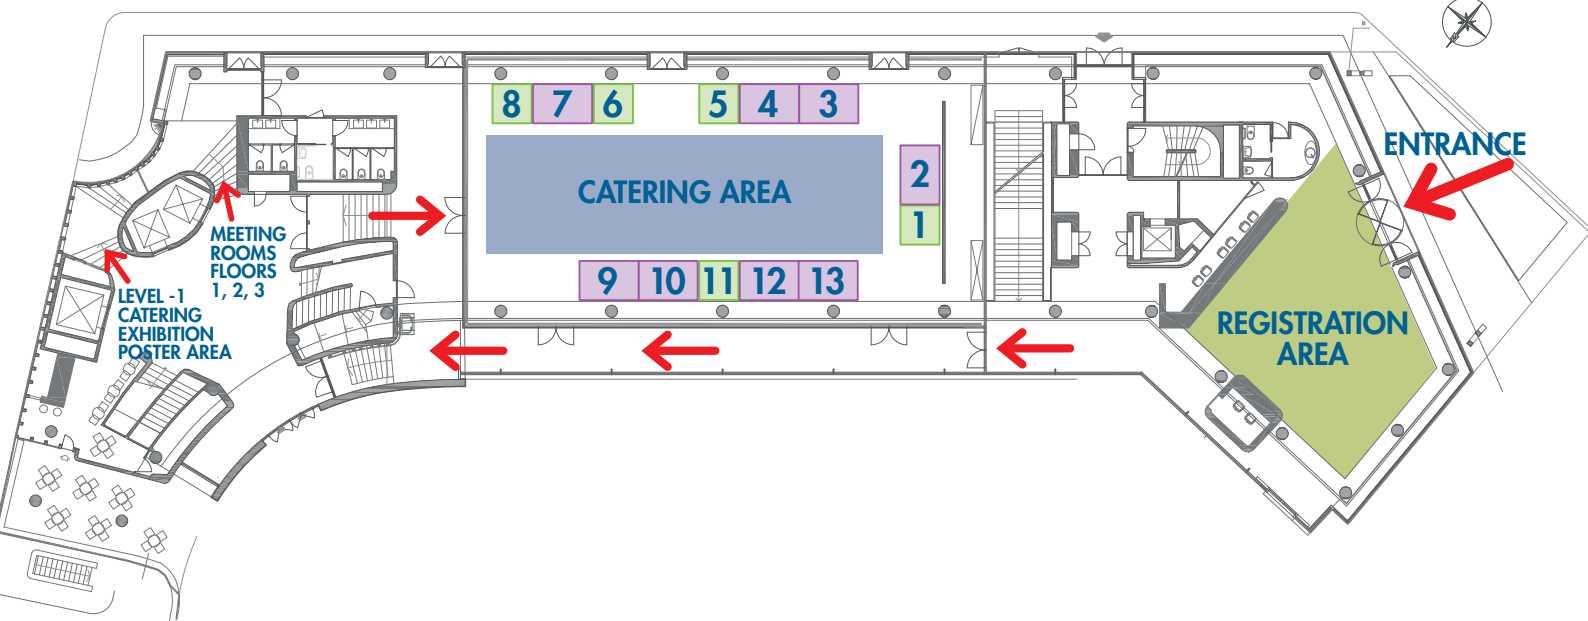 8 7 6 5 4 3
ENTRANCE
2
CATERING AREA
1
MEETING
ROOMS
FLOORS
1, 2, 3
9 10 11 12 13
LEVEL -1
CATERING
EXHIBITION
POSTER AREA
REGISTRATION
AREA